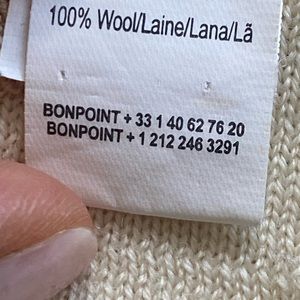 100% Wool/Laine/Lana/Lã
BONPOINT + 33 1 40 62 76 20
BONPOINT + 1 212 246 3291